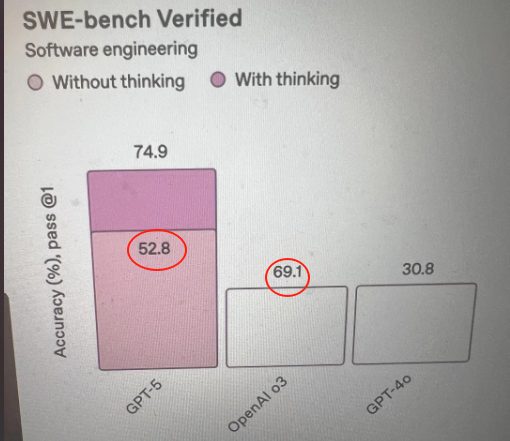 SWE-bench Verified
Software engineering
Without thinking With thinking
74.9
52.8
69.1
30.8
Accuracy (%), pass @1
GPT-5
OpenAI o3
GPT-4o